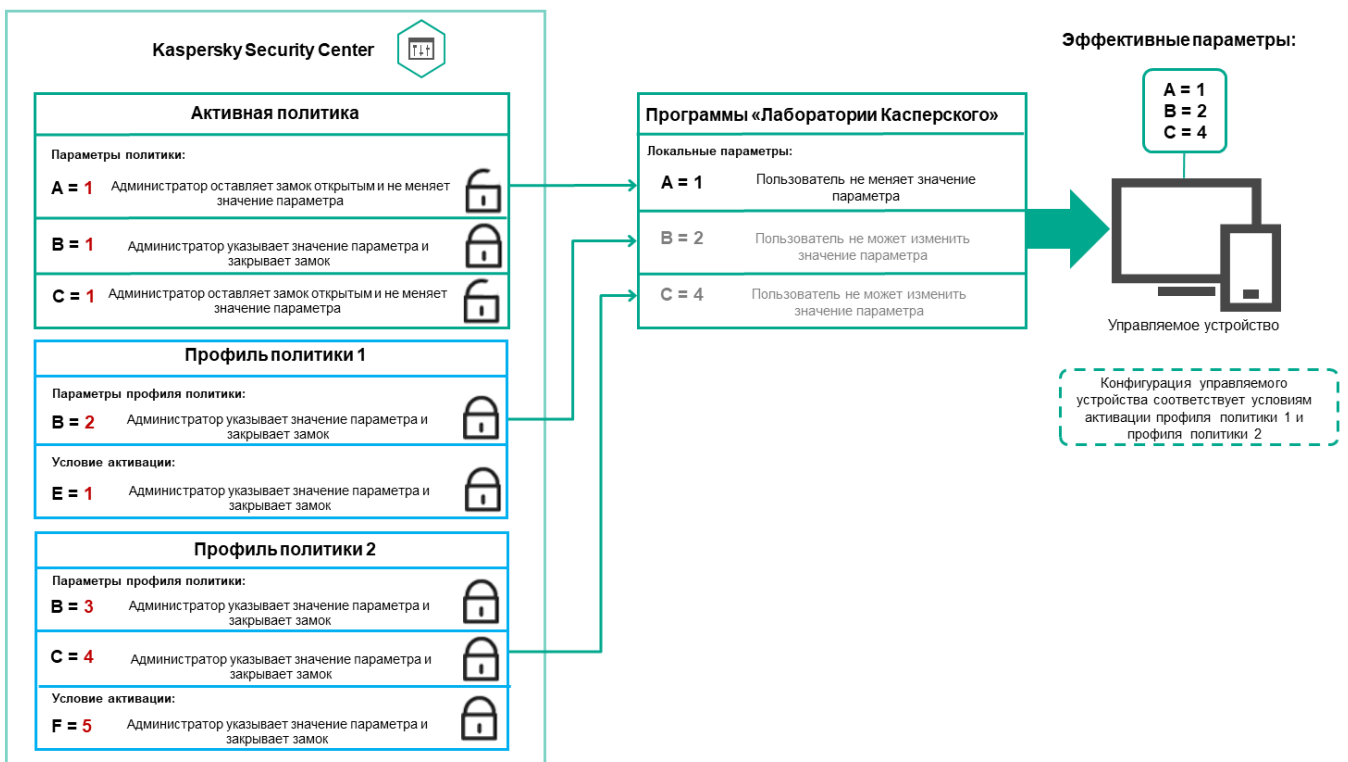 Kaspersky Security Center
Активная политика
Параметры политики:
A = 1
Администратор оставляет замок открытым и не меняет
значение параметра
B = 1
Администратор указывает значение параметра и
закрывает замок
C = 1
Администратор оставляет замок открытым и не меняет
значение параметра
Профиль политики 1
Параметры профиля политики:
B = 2
Администратор указывает значение параметра и
закрывает замок
Условие активации:
E = 1
Администратор указывает значение параметра и
закрывает замок
Профиль политики 2
Параметры профиля политики:
B = 3
Администратор указывает значение параметра и
закрывает замок
C = 4
Администратор указывает значение параметра и
закрывает замок
Условие активации:
F = 5
Администратор указывает значение параметра и
закрывает замок
Программы «Лаборатории Касперского»
Локальные параметры:
A = 1
Пользователь не меняет значение
параметра
B = 2
Пользователь не может изменить
значение параметра
C = 4
Пользователь не может изменить
значение параметра
Эффективные параметры:
A = 1
B = 2
C = 4
Управляемое устройство
Конфигурация управляемого
устройства соответствует условиям
активации профиля политики 1 и
профиля политики 2